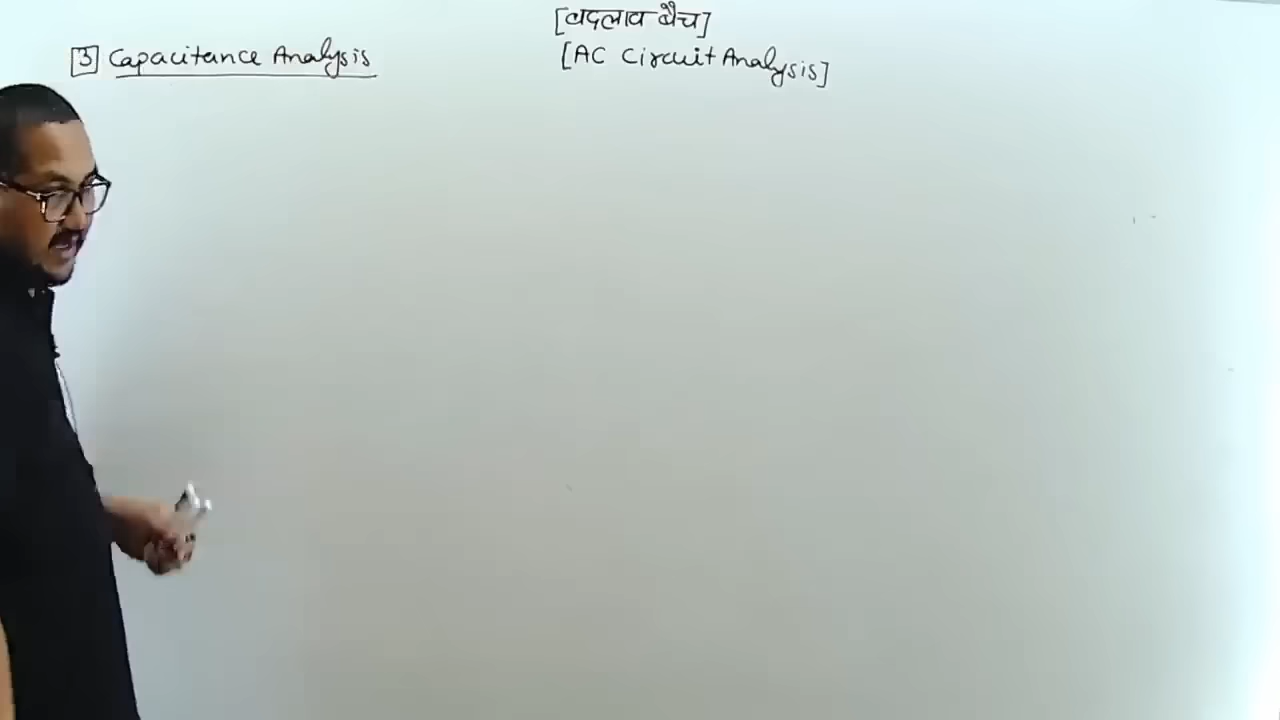 [बदलाव बैच]
[AC Circuit Analysis]
[3] Capacitance Analysis